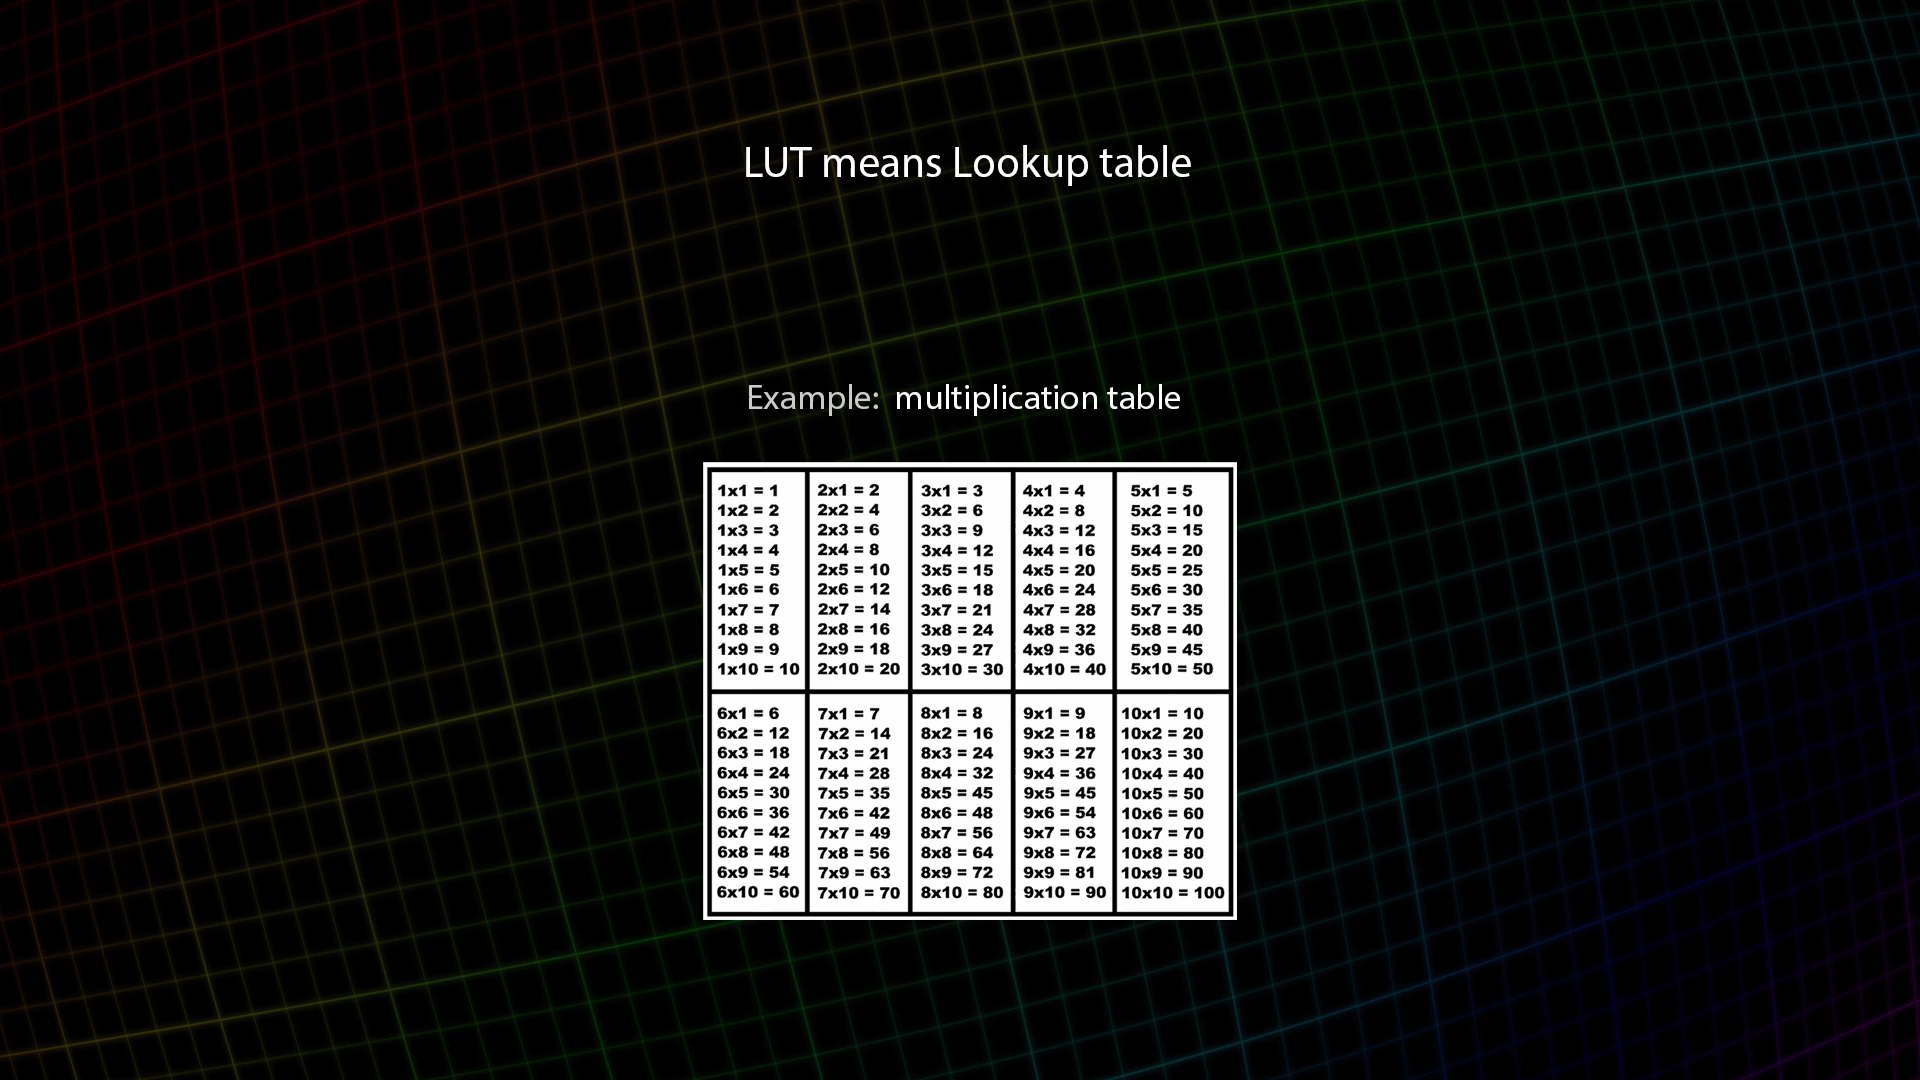 LUT means Lookup table
Example: multiplication table
1x1 = 1
1x2 = 2
1x3 = 3
1x4 = 4
1x5 = 5
1x6 = 6
1x7 = 7
1x8 = 8
1x9 = 9
1x10 = 10
2x1 = 2
2x2 = 4
2x3 = 6
2x4 = 8
2x5 = 10
2x6 = 12
2x7 = 14
2x8 = 16
2x9 = 18
2x10 = 20
3x1 = 3
3x2 = 6
3x3 = 9
3x4 = 12
3x5 = 15
3x6 = 18
3x7 = 21
3x8 = 24
3x9 = 27
3x10 = 30
4x1 = 4
4x2 = 8
4x3 = 12
4x4 = 16
4x5 = 20
4x6 = 24
4x7 = 28
4x8 = 32
4x9 = 36
4x10 = 40
5x1 = 5
5x2 = 10
5x3 = 15
5x4 = 20
5x5 = 25
5x6 = 30
5x7 = 35
5x8 = 40
5x9 = 45
5x10 = 50
6x1 = 6
6x2 = 12
6x3 = 18
6x4 = 24
6x5 = 30
6x6 = 36
6x7 = 42
6x8 = 48
6x9 = 54
6x10 = 60
7x1 = 7
7x2 = 14
7x3 = 21
7x4 = 28
7x5 = 35
7x6 = 42
7x7 = 49
7x8 = 56
7x9 = 63
7x10 = 70
8x1 = 8
8x2 = 16
8x3 = 24
8x4 = 32
8x5 = 45
8x6 = 48
8x7 = 56
8x8 = 64
8x9 = 72
8x10 = 80
9x1 = 9
9x2 = 18
9x3 = 27
9x4 = 36
9x5 = 45
9x6 = 54
9x7 = 63
9x8 = 72
9x9 = 81
9x10 = 90
10x1 = 10
10x2 = 20
10x3 = 30
10x4 = 40
10x5 = 50
10x6 = 60
10x7 = 70
10x8 = 80
10x9 = 90
10x10 = 100